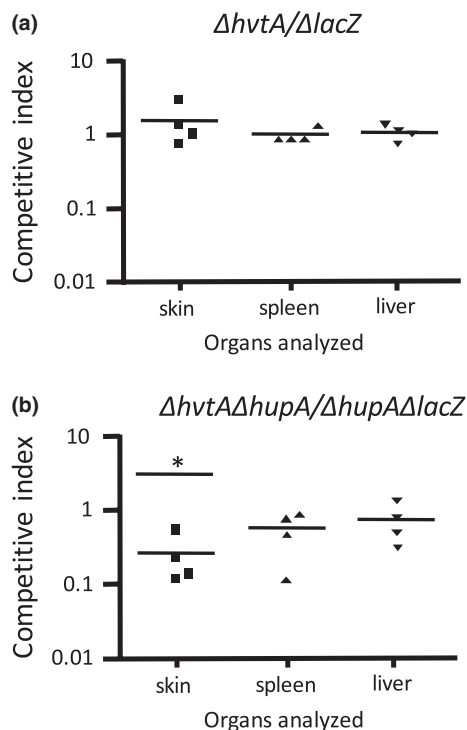 (a)
ΔhvtA/ΔlacZ
Competitive index
10
1
0.1
0.01
skin spleen liver
Organs analyzed
(b)
ΔhvtAΔhupA/ΔhupAΔlacZ
Competitive index
10
1
0.1
0.01
*
skin spleen liver
Organs analyzed